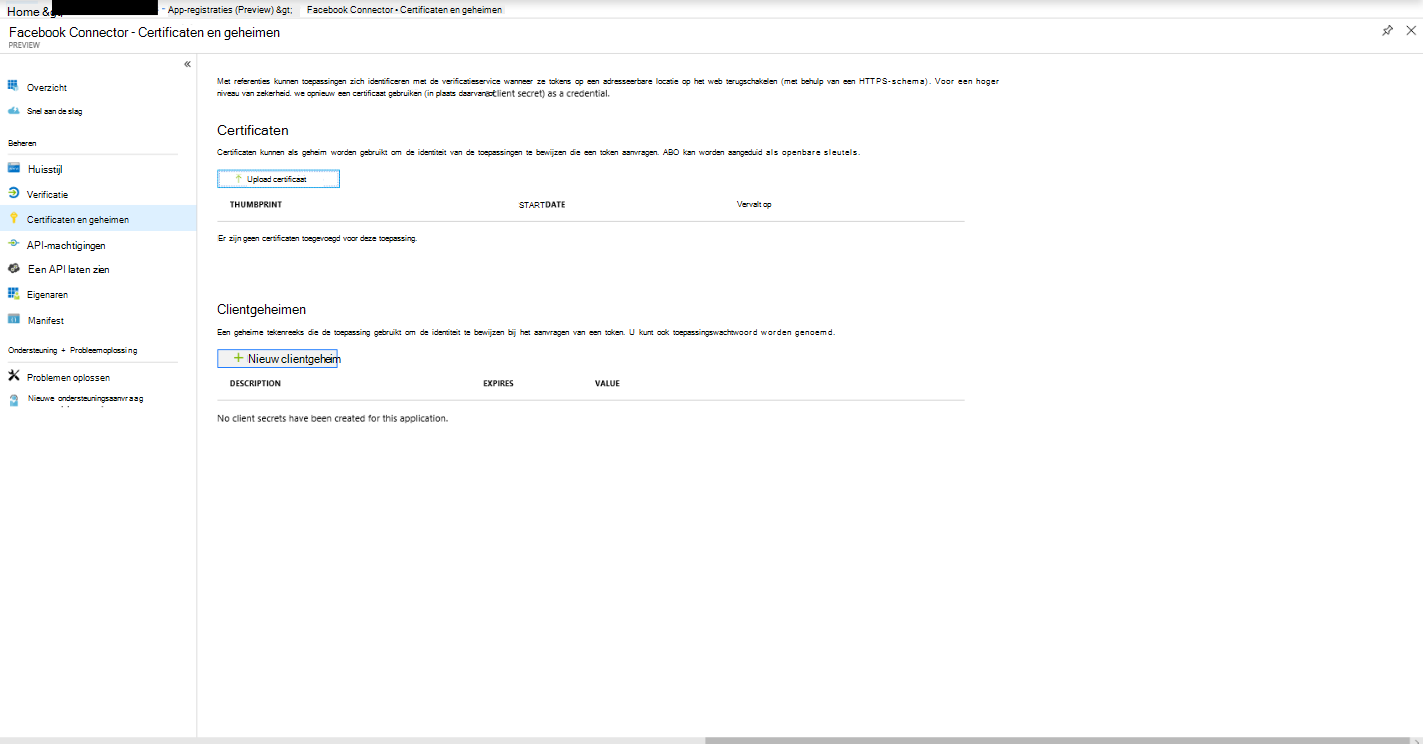 Home &gt;
- App-registraties (Preview) &gt; Facebook Connector - Certificaten en geheimen
Facebook Connector - Certificaten en geheimen
PREVIEW
«
Overzicht
Snel aan de slag
Beheren
Huisstijl
Verificatie
Certificaten en geheimen
API-machtigingen
Een API laten zien
Eigenaren
Manifest
Ondersteuning + Probleemoplossing
Problemen oplossen
Nieuwe ondersteuningsaanvraag
Met referenties kunnen toepassingen zich identificeren met de verificatieservice wanneer ze tokens op een adresseerbare locatie op het web terugschakelen (met behulp van een HTTPS-schema). Voor een hoger
niveau van zekerheid. we opnieuw een certificaat gebruiken (in plaats daarvan client secret) as a credential.
Certificaten
Certificaten kunnen als geheim worden gebruikt om de identiteit van de toepassingen te bewijzen die een token aanvragen. ABO kan worden aangeduid als openbare sleutels.
Upload certificaat
THUMBPRINT STARTDATE Vervalt op
Er zijn geen certificaten toegevoegd voor deze toepassing.
Clientgeheimen
Een geheime tekenreeks die de toepassing gebruikt om de identiteit te bewijzen bij het aanvragen van een token. U kunt ook toepassingswachtwoord worden genoemd.
+ Nieuw clientgeheim
DESCRIPTION EXPIRES VALUE
No client secrets have been created for this application.